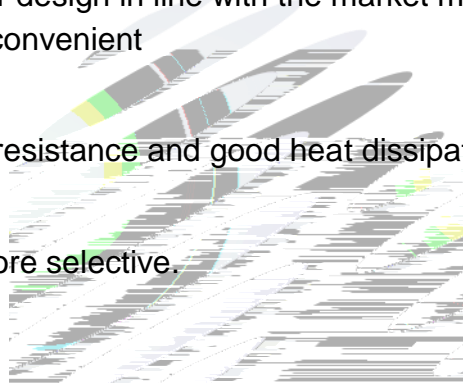 design in line with the market m
convenient
resistance and good heat dissipat
ore selective.